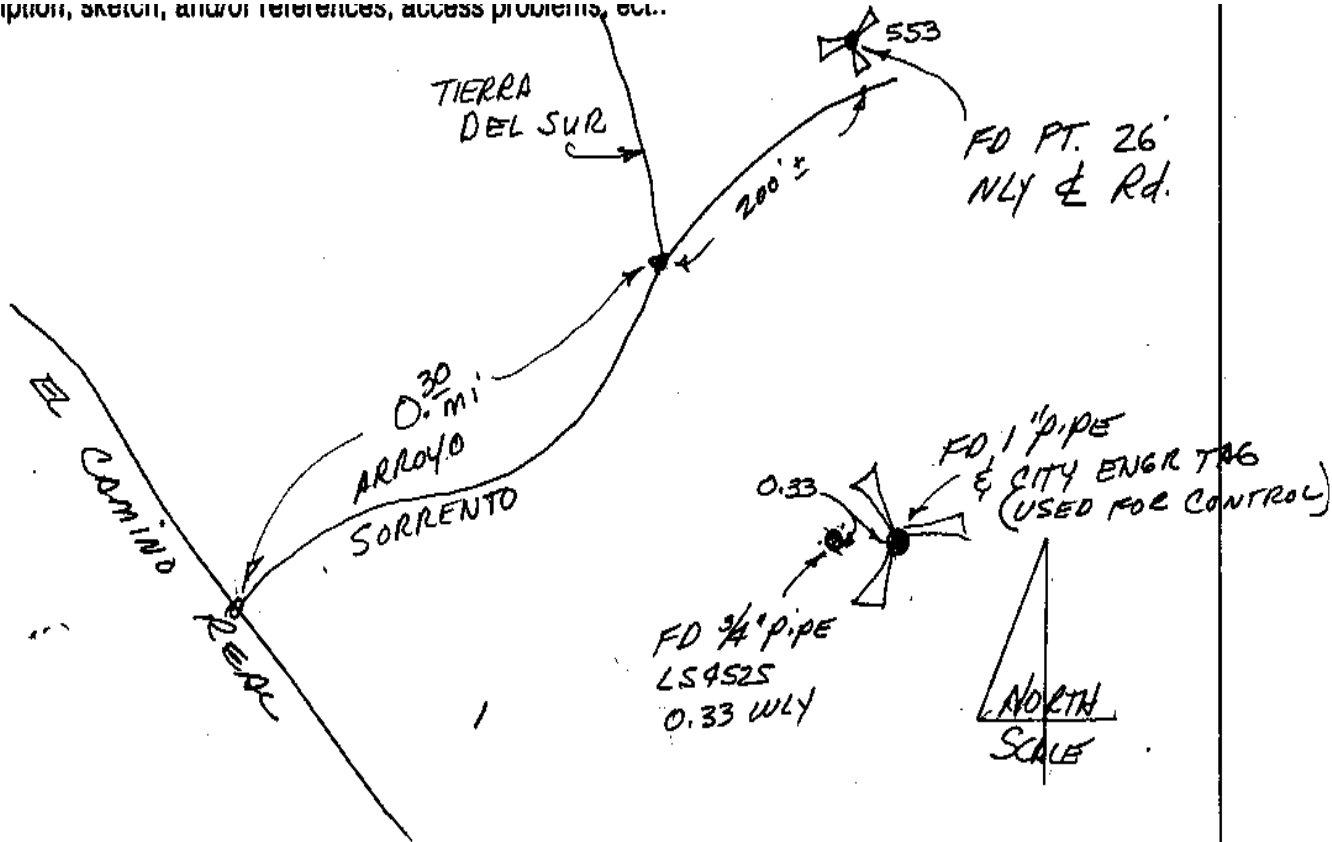 iption, sketch, and/or references, access problems, ect..
553
TIERRA
DEL SUR
FD PT. 26'
NLY ℄ Rd.
200' ±
0.30 mi
ARROYO
SORRENTO
EL CAMINO REAL
FD 1" PIPE
& CITY ENGR TAG
(USED FOR CONTROL)
0.33
FD 3/4" PIPE
LS4525
0.33 WLY
NORTH
SCALE